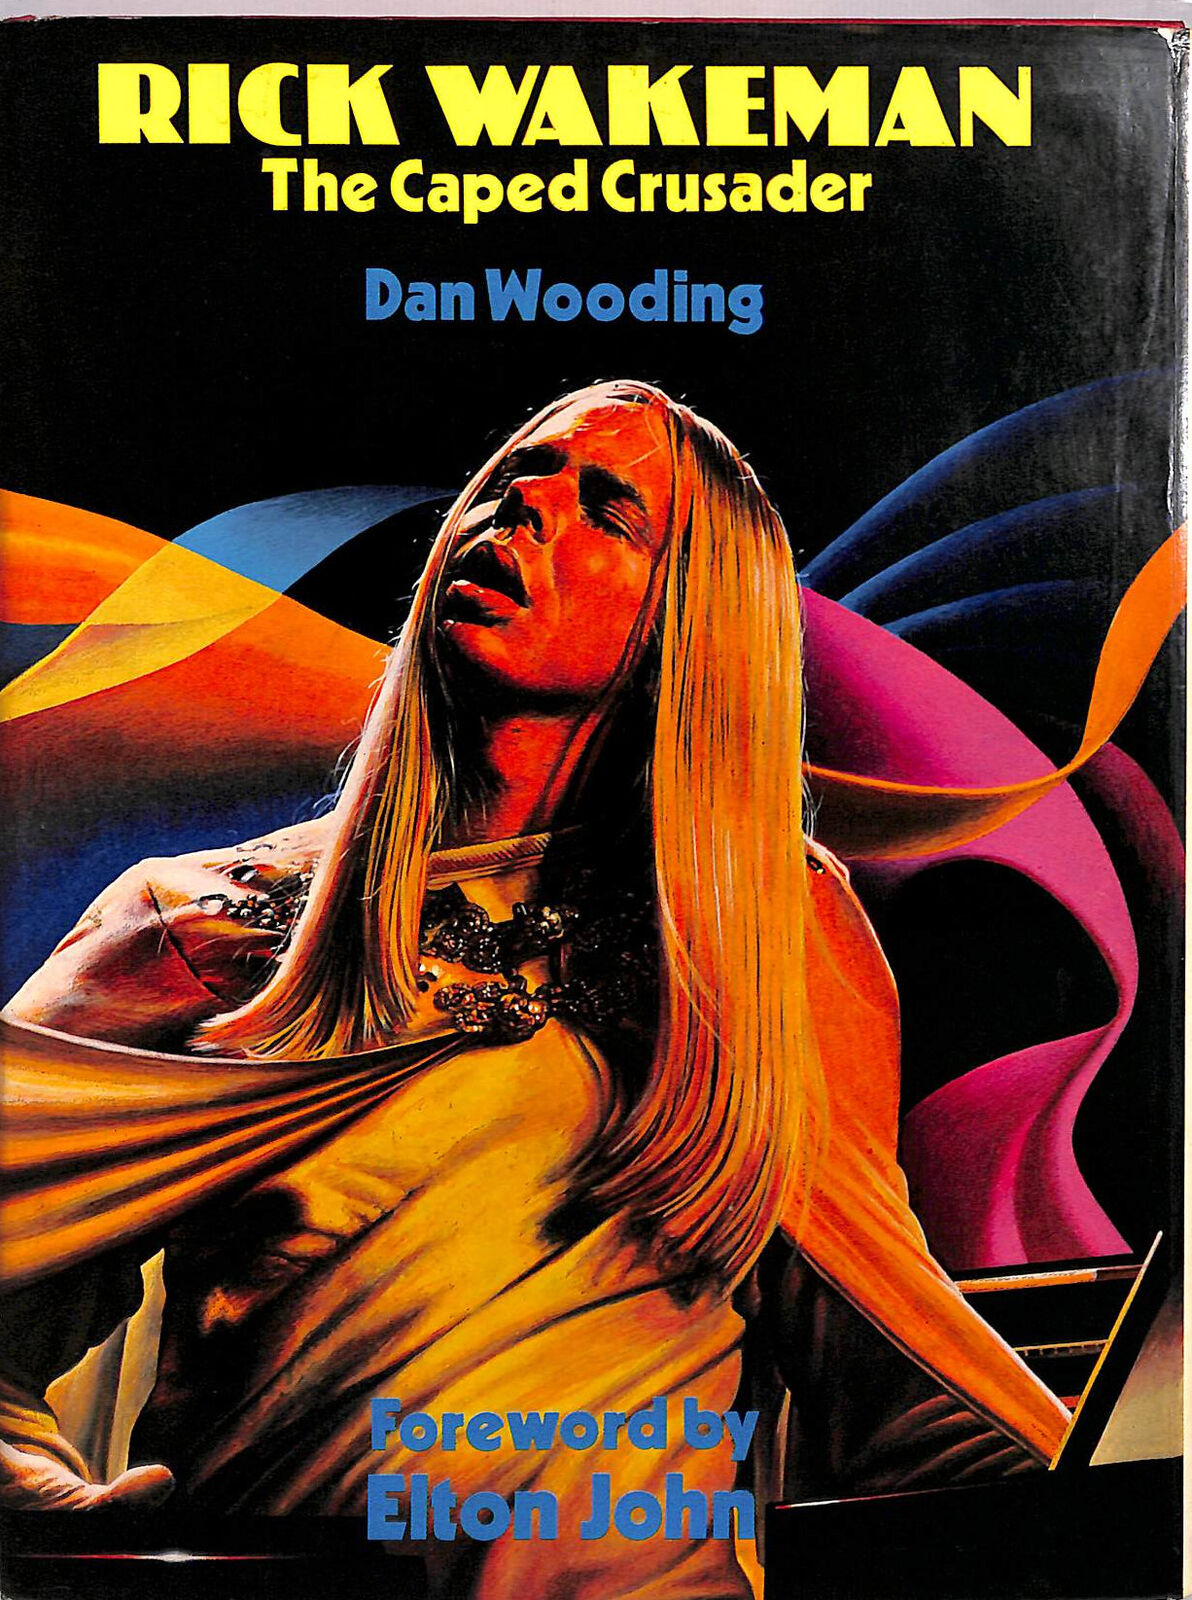 RICK WAKEMAN
The Caped Crusader
Dan Wooding
Foreword by
Elton John